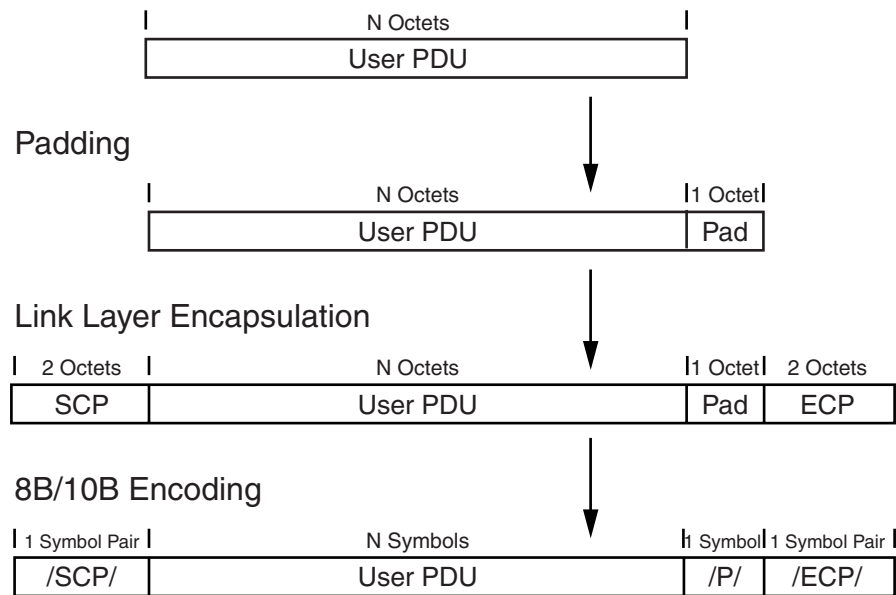 N Octets
User PDU
Padding
N Octets 1 Octet
User PDU Pad
Link Layer Encapsulation
2 Octets N Octets 1 Octet 2 Octets
SCP User PDU Pad ECP
8B/10B Encoding
1 Symbol Pair N Symbols 1 Symbol 1 Symbol Pair
/SCP/ User PDU /P/ /ECP/